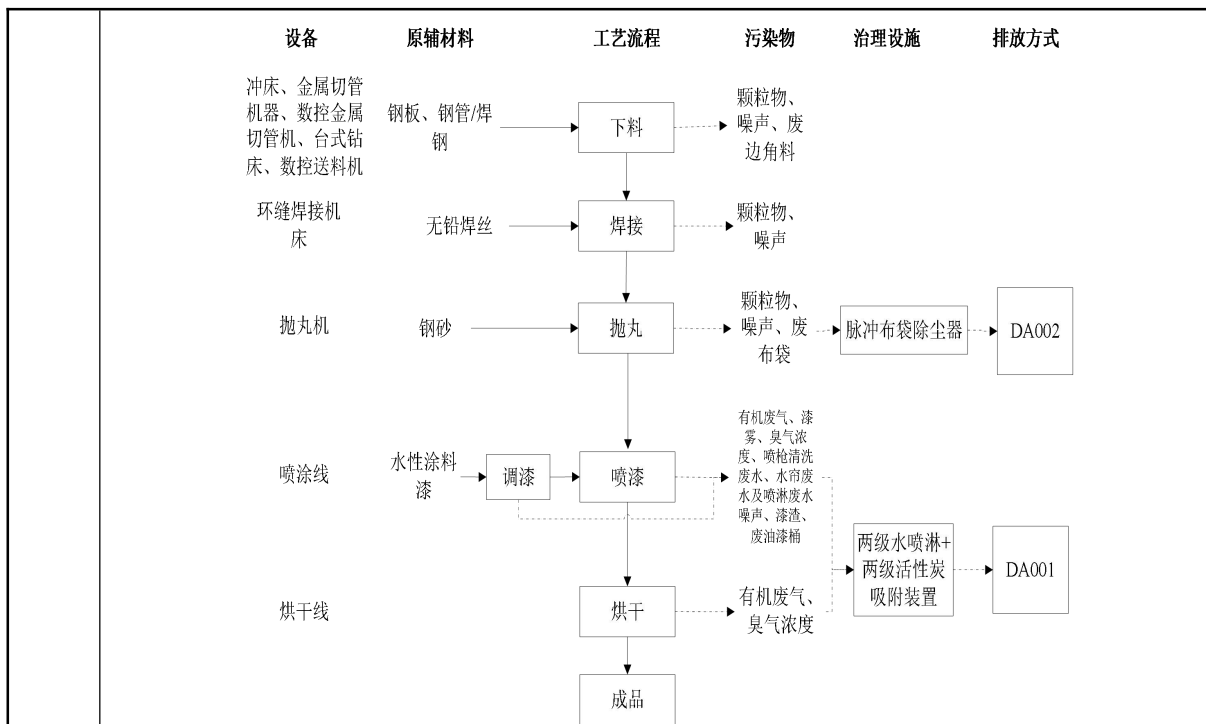 设备 原辅材料 工艺流程 污染物 治理设施 排放方式
冲床、金属切管
机器、数控金属
切管机、台式钻
床、数控送料机
钢板、钢管/焊
钢
下料
颗粒物、
噪声、废
边角料
环缝焊接机
床
无铅焊丝
焊接
颗粒物、
噪声
抛丸机
钢砂
抛丸
颗粒物、
噪声、废
布袋
脉冲布袋除尘器
DA002
喷涂线
水性涂料
漆
调漆
喷漆
有机废气、漆
雾、臭气浓
度、喷枪清洗
废水、水帘废
水及喷淋废水
噪声、漆渣、
废油漆桶
两级水喷淋+
两级活性炭
吸附装置
DA001
烘干线
烘干
有机废气、
臭气浓度
成品